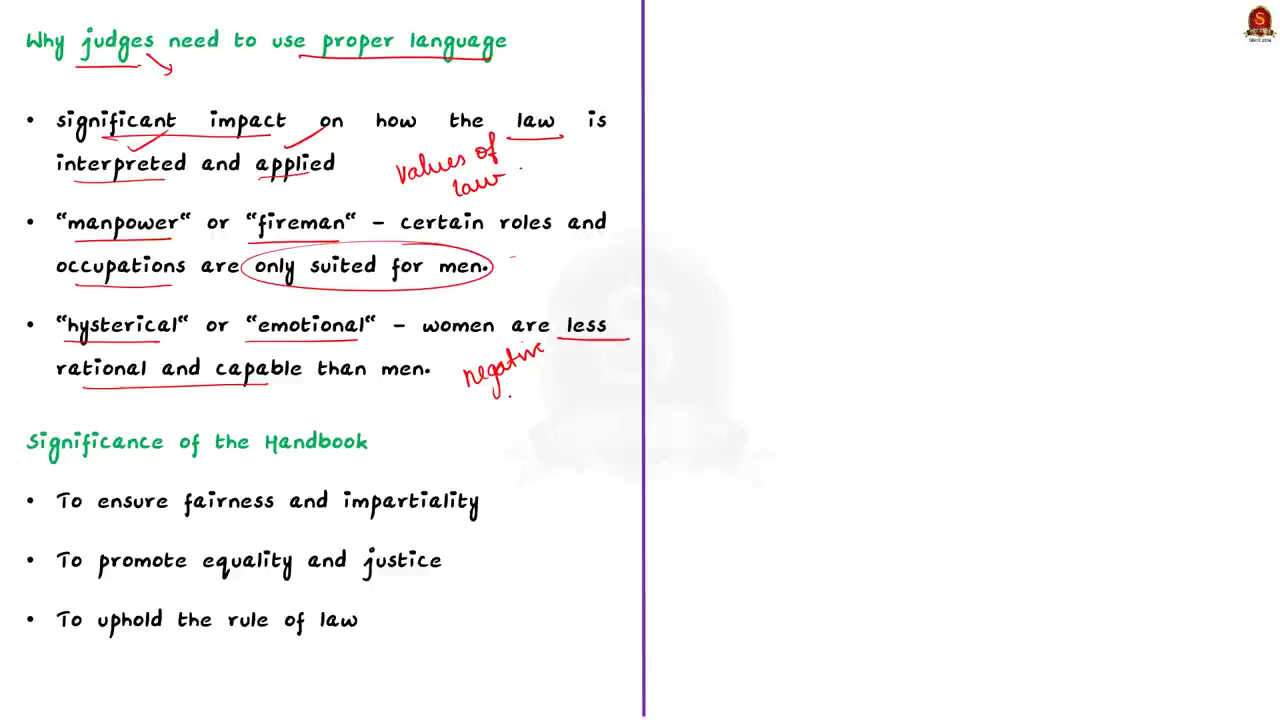 Why judges need to use proper language
• significant impact on how the law is
interpreted and applied
values of
law
• "manpower" or "fireman" - certain roles and
occupations are only suited for men.
• "hysterical" or "emotional" - women are less
rational and capable than men.
negative
Significance of the Handbook
• To ensure fairness and impartiality
• To promote equality and justice
• To uphold the rule of law
S
SINCE 2004